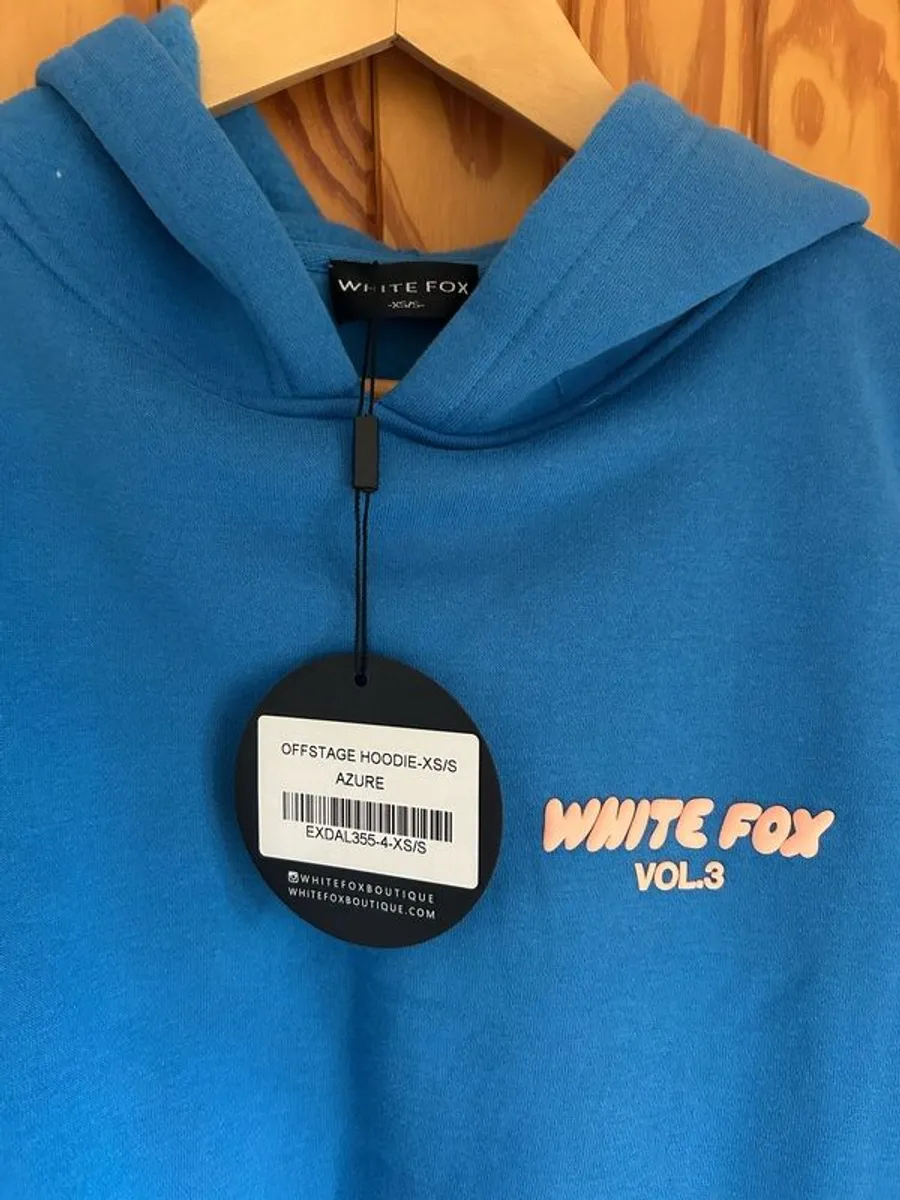 WHITE FOX
-XS/S-
OFFSTAGE HOODIE-XS/S
AZURE
EXDAL355-4-XS/S
WHITEFOXBOUTIQUE
WHITEFOXBOUTIQUE.COM
WHITE FOX
VOL.3